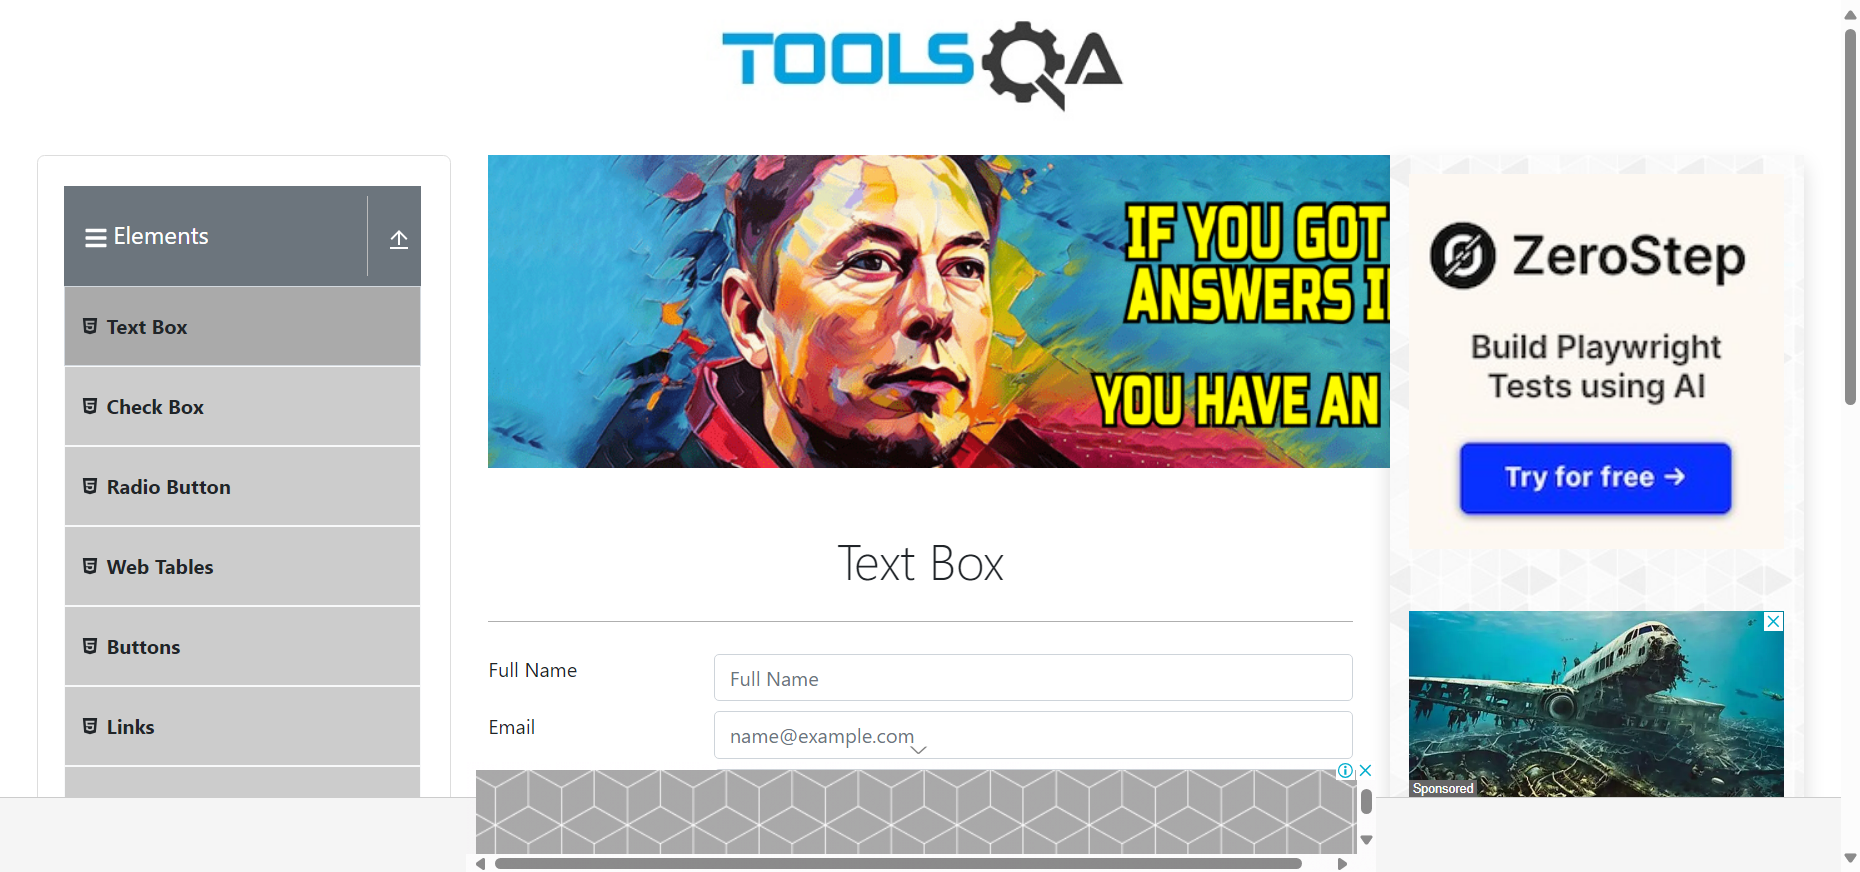 TOOLSQA
Elements
Text Box
Check Box
Radio Button
Web Tables
Buttons
Links
IF YOU GOT
ANSWERS I
YOU HAVE AN
Text Box
Full Name
Full Name
Email
name@example.com
ZeroStep
Build Playwright
Tests using AI
Try for free →
Sponsored